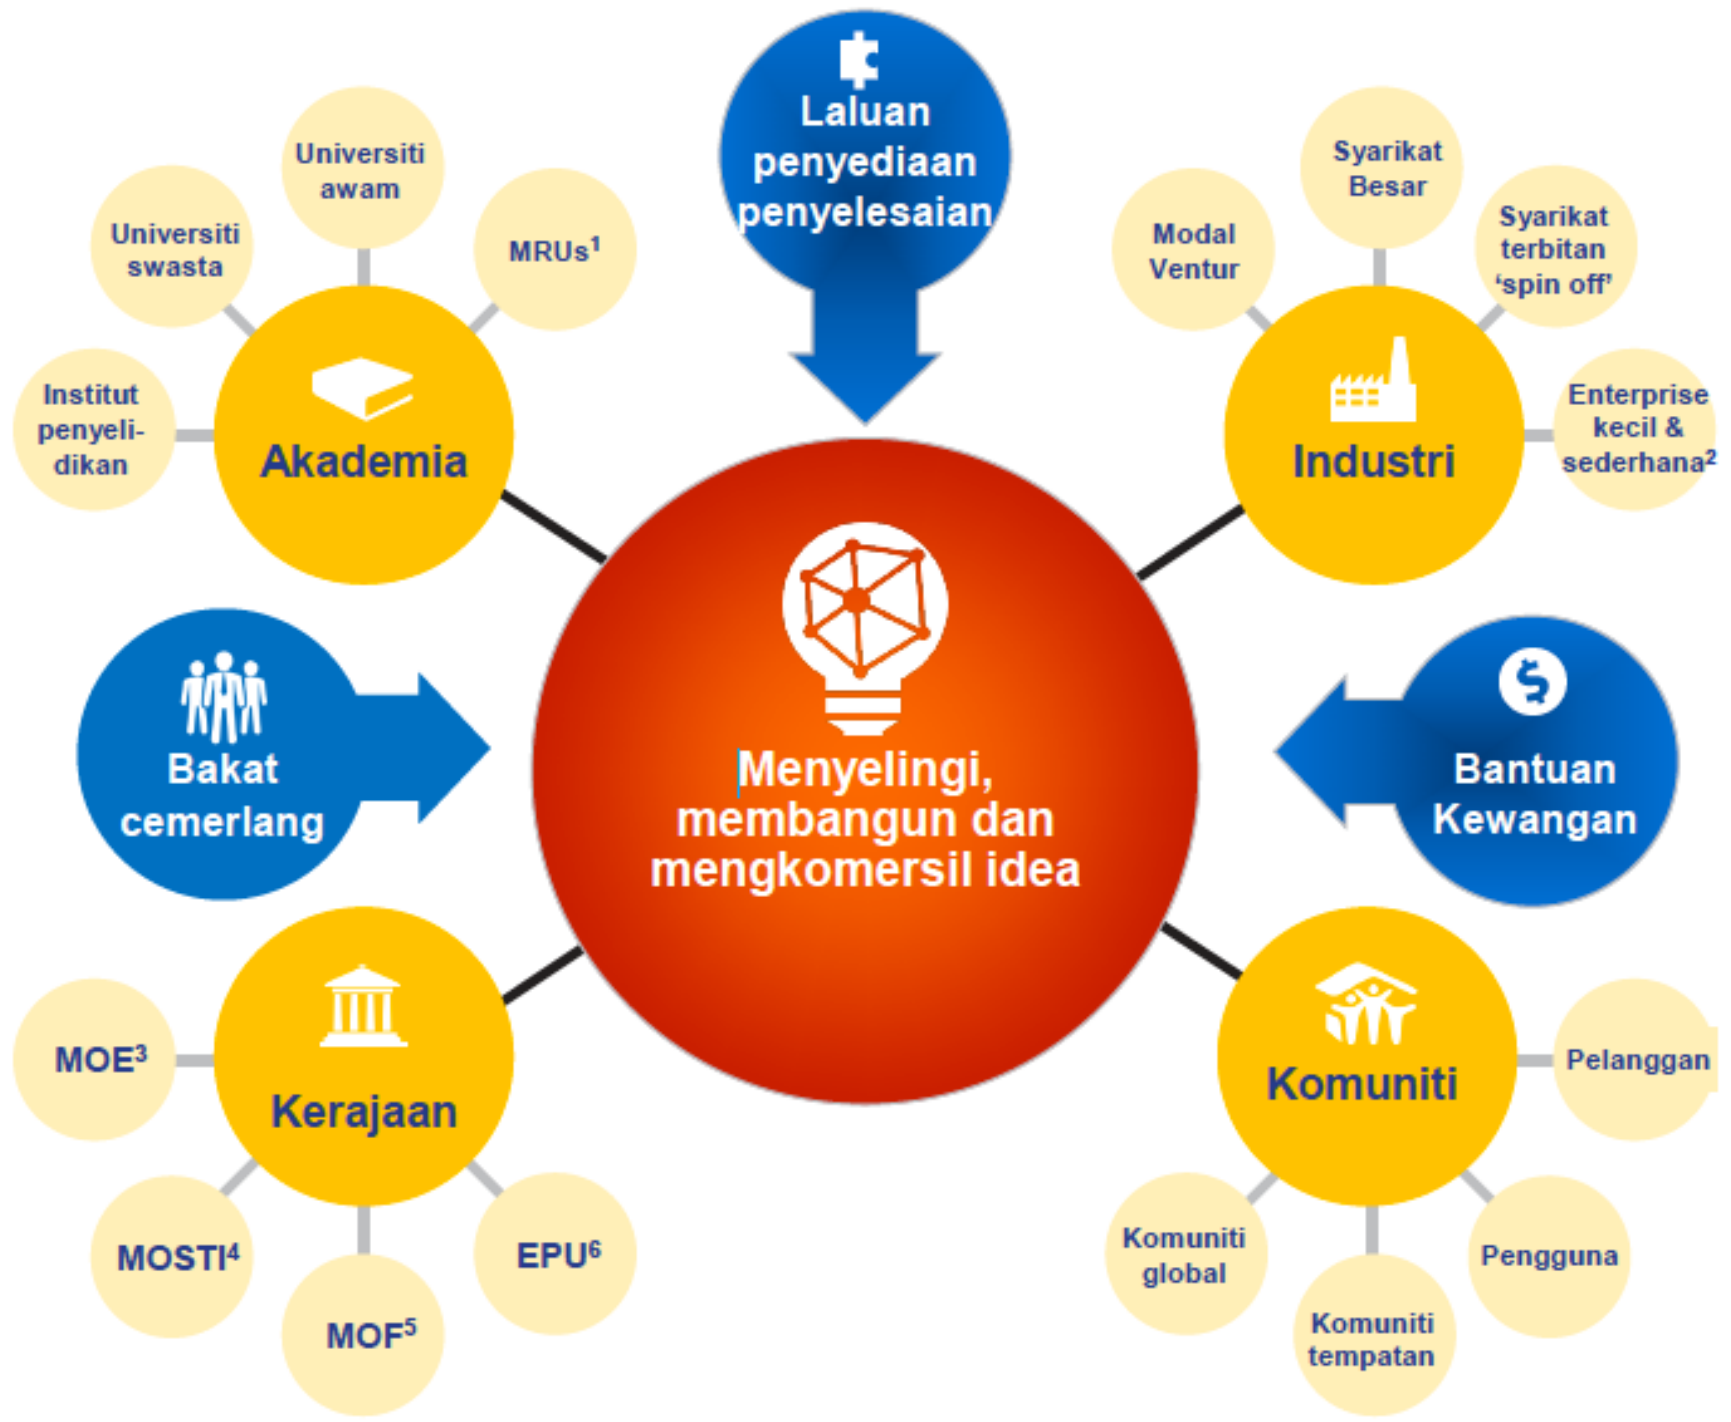 Laluan
penyediaan
penyelesaian
Universiti
awam
Universiti
swasta
MRUs¹
Institut
penyeli-
dikan
Akademia
Syarikat
Besar
Modal
Ventur
Syarikat
terbitan
‘spin off’
Enterprise
kecil &
sederhana²
Industri
Menyelingi,
membangun dan
mengkomersil idea
Bakat
cemerlang
Bantuan
Kewangan
Kerajaan
MOE³
MOSTI⁴
MOF⁵
EPU⁶
Komuniti
Pelanggan
Pengguna
Komuniti
global
Komuniti
tempatan